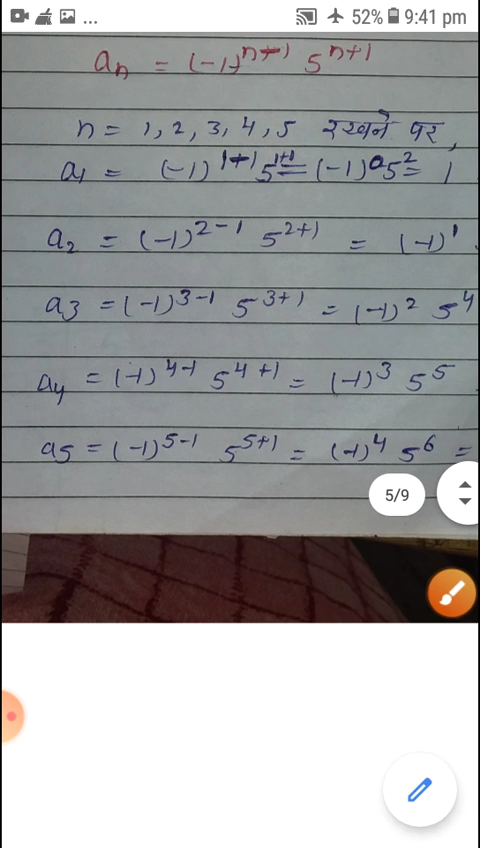 ... 52% 9:41 pm
aₙ = (-1)ⁿ⁻¹ 5ⁿ⁺¹
n = 1, 2, 3, 4, 5 रखने पर,
a₁ = (-1)¹⁻¹ 5¹⁺¹ = (-1)⁰ 5² = 1
a₂ = (-1)²⁻¹ 5²⁺¹ = (-1)¹
a₃ = (-1)³⁻¹ 5³⁺¹ = (-1)² 5⁴
a₄ = (-1)⁴⁻¹ 5⁴⁺¹ = (-1)³ 5⁵
a₅ = (-1)⁵⁻¹ 5⁵⁺¹ = (-1)⁴ 5⁶ =
5/9